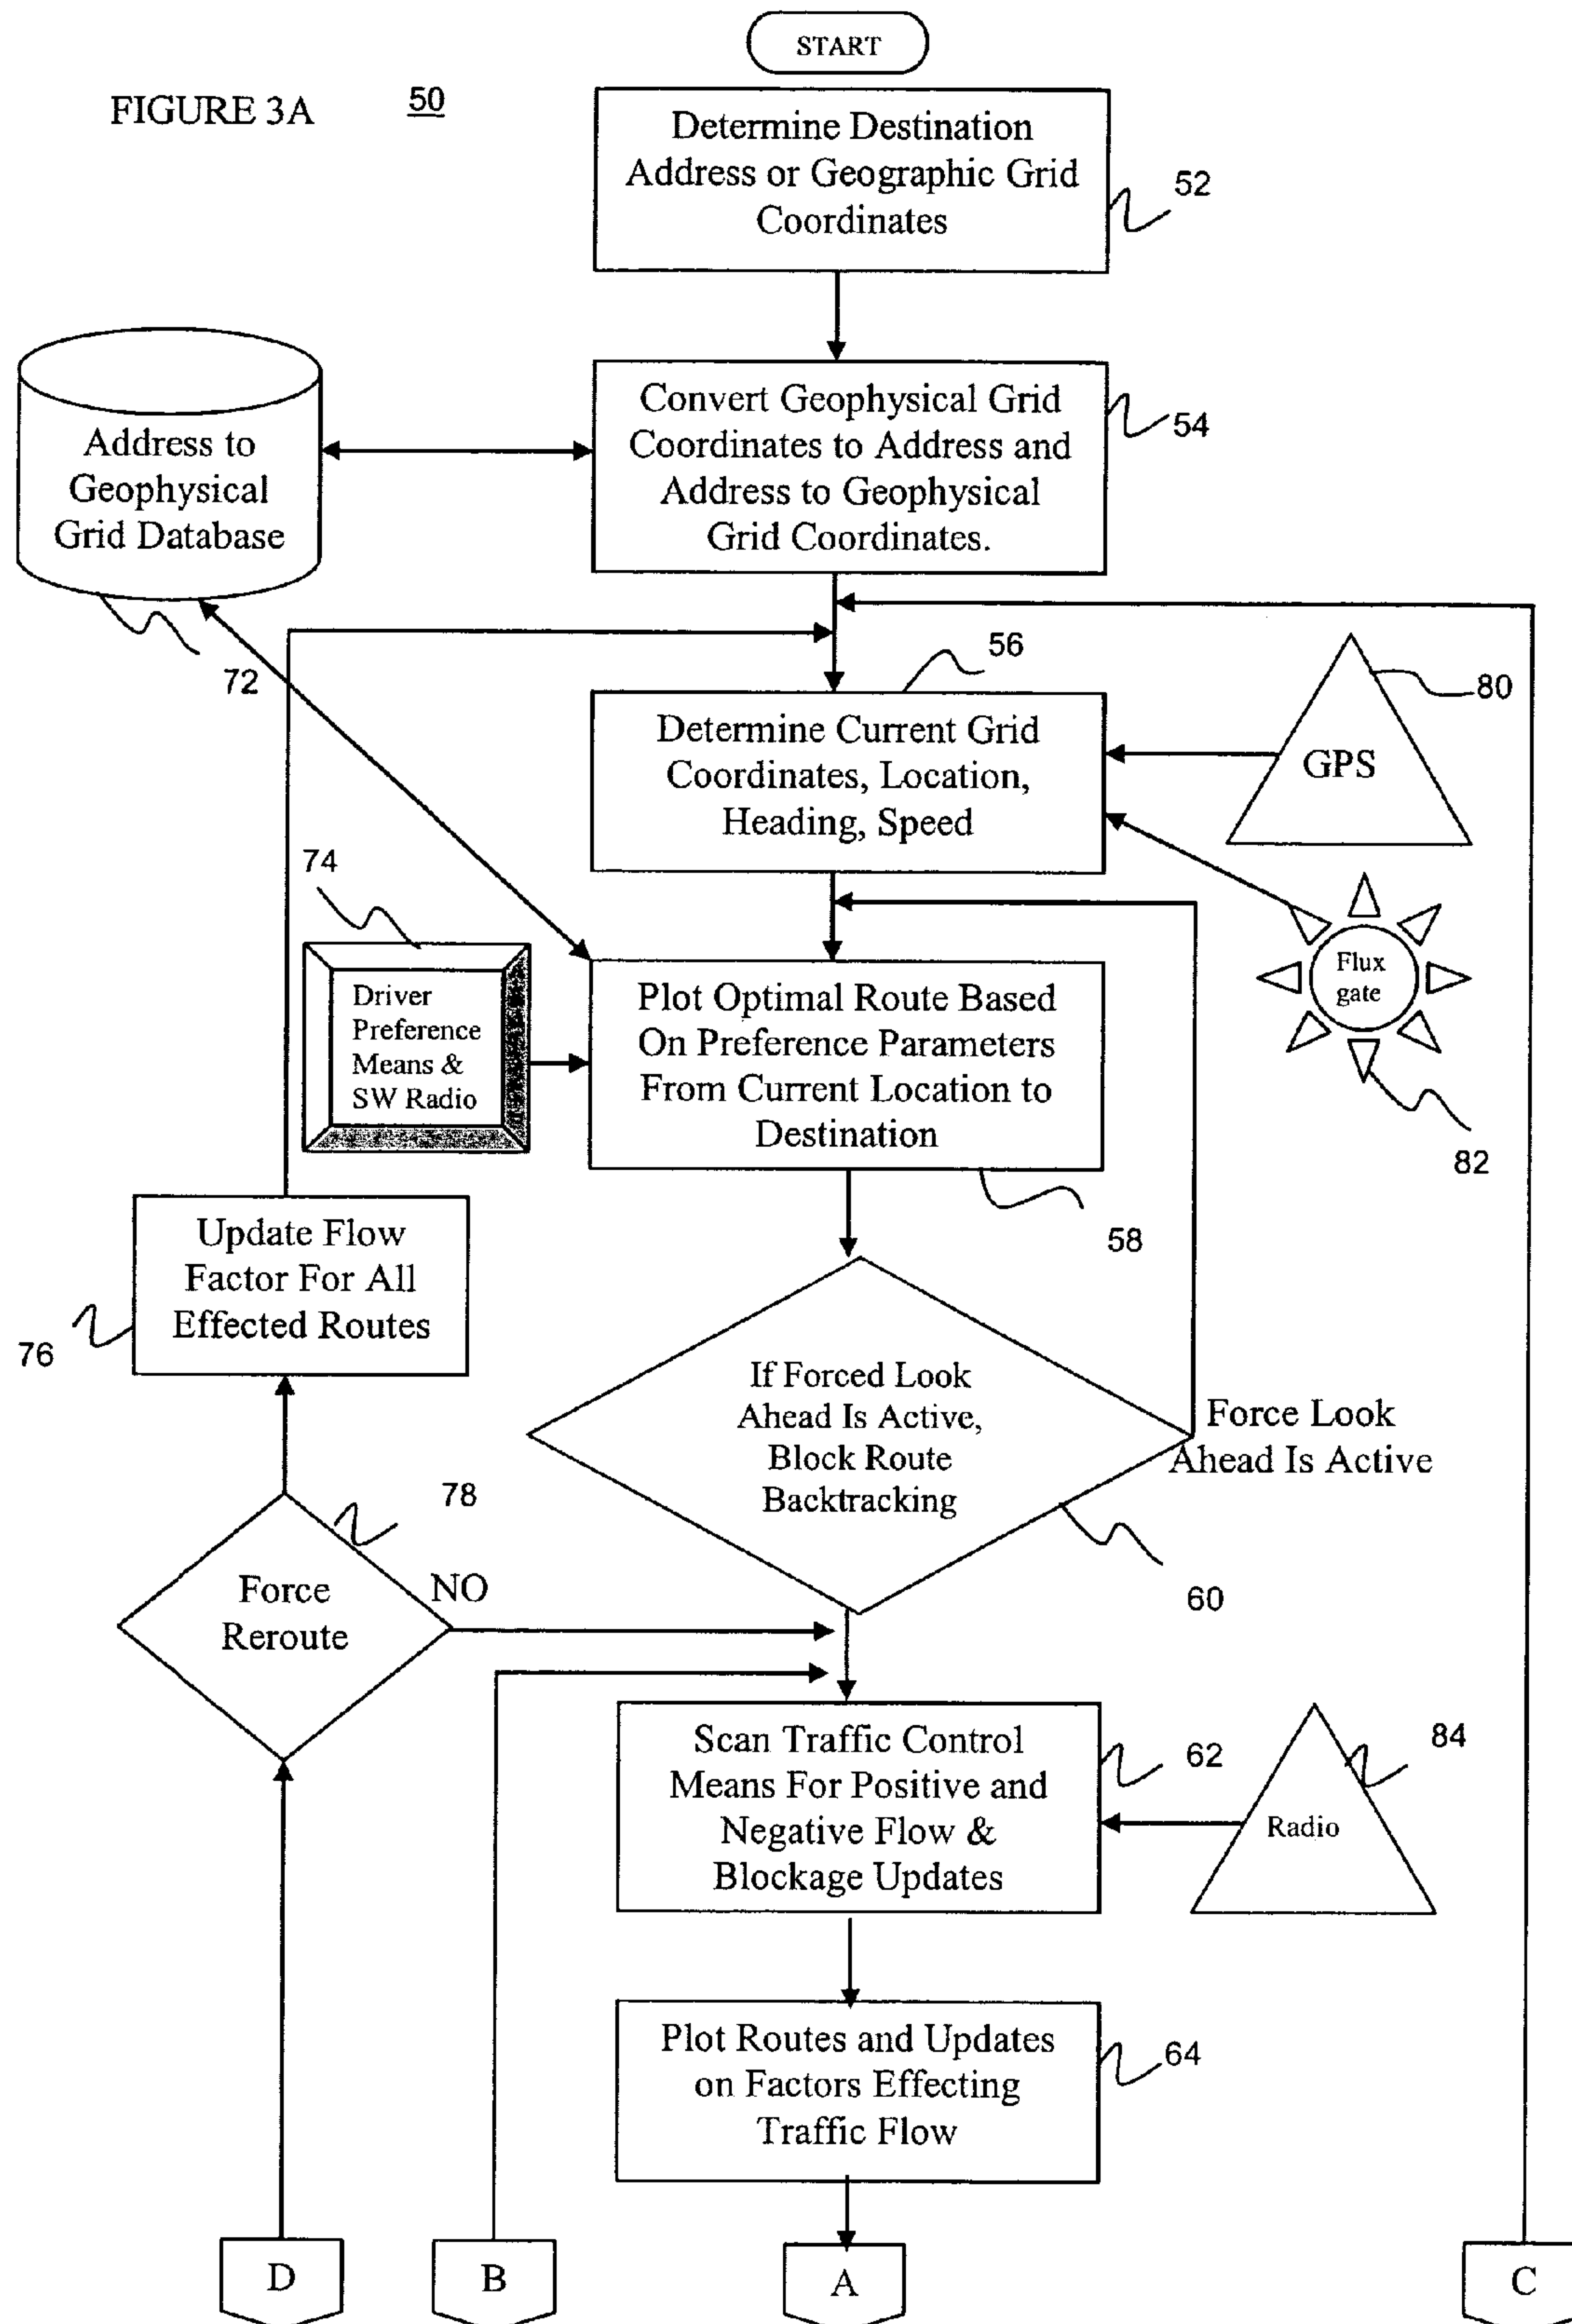 START
FIGURE 3A
50
Determine Destination
Address or Geographic Grid
Coordinates
52
Convert Geophysical Grid
Coordinates to Address and
Address to Geophysical
Grid Coordinates.
54
Address to
Geophysical
Grid Database
72
56
Determine Current Grid
Coordinates, Location,
Heading, Speed
GPS
80
Flux
gate
82
74
Driver
Preference
Means &
SW Radio
Plot Optimal Route Based
On Preference Parameters
From Current Location to
Destination
58
Update Flow
Factor For All
Effected Routes
76
If Forced Look
Ahead Is Active,
Block Route
Backtracking
Force Look
Ahead Is Active
60
78
Force
Reroute
NO
Scan Traffic Control
Means For Positive and
Negative Flow &
Blockage Updates
62
Radio
84
Plot Routes and Updates
on Factors Effecting
Traffic Flow
64
D
B
A
C